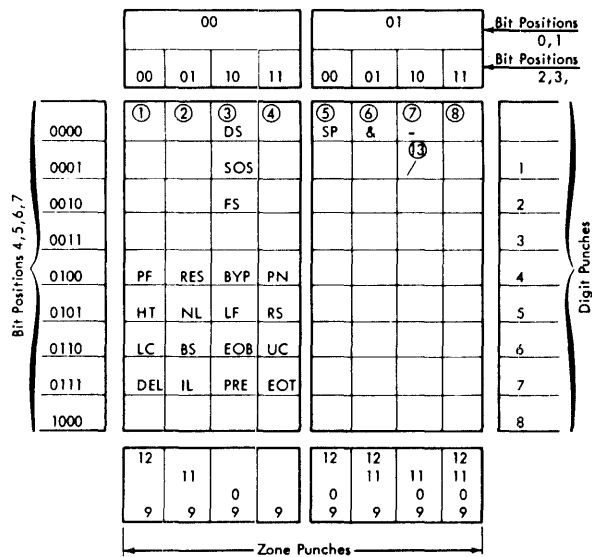 00 01 Bit Positions
0,1
Bit Positions
2,3,
00 01 10 11 00 01 10 11
① ② ③ ④ ⑤ ⑥ ⑦ ⑧
0000 DS SP & -
⑬
0001 SOS / 1
0010 FS 2
0011 3
0100 PF RES BYP PN 4
0101 HT NL LF RS 5
0110 LC BS EOB UC 6
0111 DEL IL PRE EOT 7
1000 8
Bit Positions 4,5,6,7
Digit Punches
12 12 12 12
11 11 11 11
0 0 0 0
9 9 9 9 9 9 9 9
Zone Punches